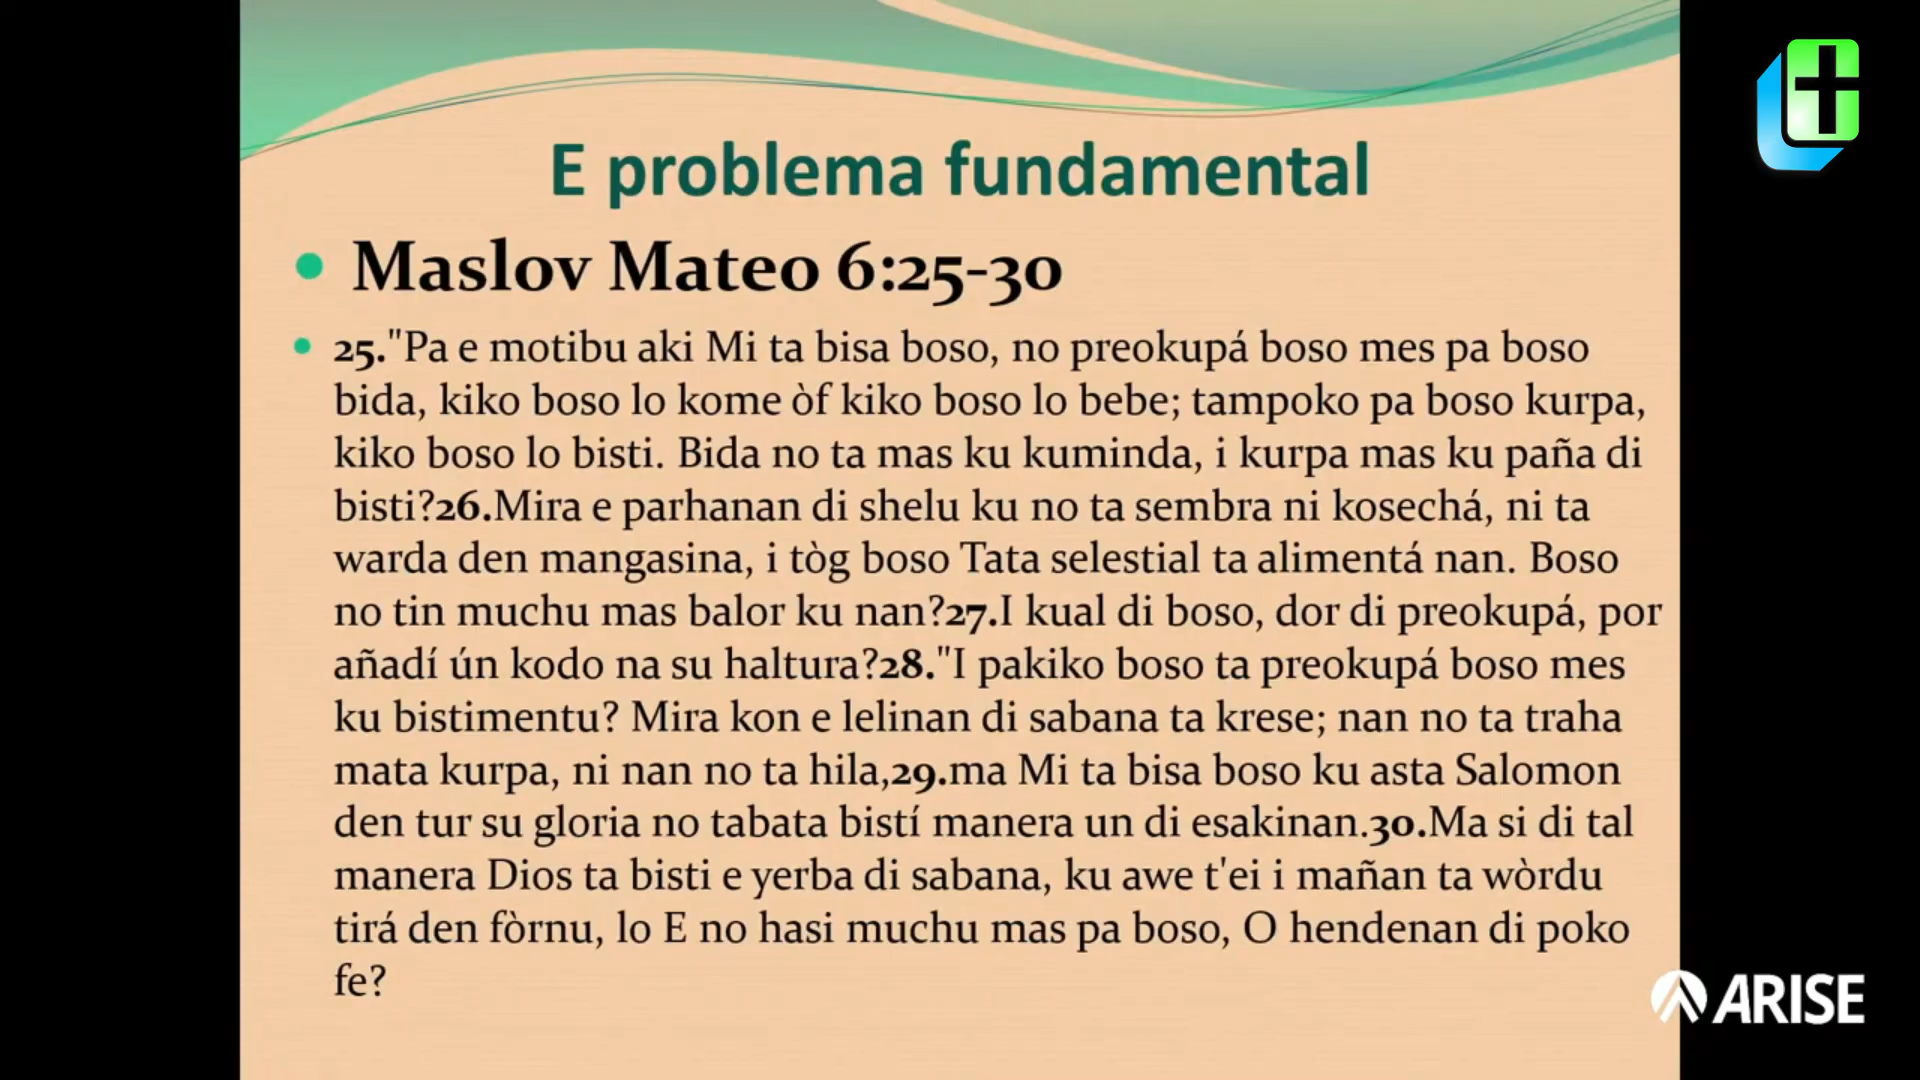 E problema fundamental
Maslov Mateo 6:25-30
25."Pa e motibu aki Mi ta bisa boso, no preokupá boso mes pa boso
bida, kiko boso lo kome òf kiko boso lo bebe; tampoko pa boso kurpa,
kiko boso lo bisti. Bida no ta mas ku kuminda, i kurpa mas ku paña di
bisti?26.Mira e parhanan di shelu ku no ta sembra ni kosechá, ni ta
warda den mangasina, i tòg boso Tata selestial ta alimentá nan. Boso
no tin muchu mas balor ku nan?27.I kual di boso, dor di preokupá, por
añadí ún kodo na su haltura?28."I pakiko boso ta preokupá boso mes
ku bistimentu? Mira kon e lelinan di sabana ta krese; nan no ta traha
mata kurpa, ni nan no ta hila,29.ma Mi ta bisa boso ku asta Salomon
den tur su gloria no tabata bistí manera un di esakinan.30.Ma si di tal
manera Dios ta bisti e yerba di sabana, ku awe t'ei i mañan ta wòrdu
tirá den fòrnu, lo E no hasi muchu mas pa boso, O hendenan di poko
fe?
ARISE